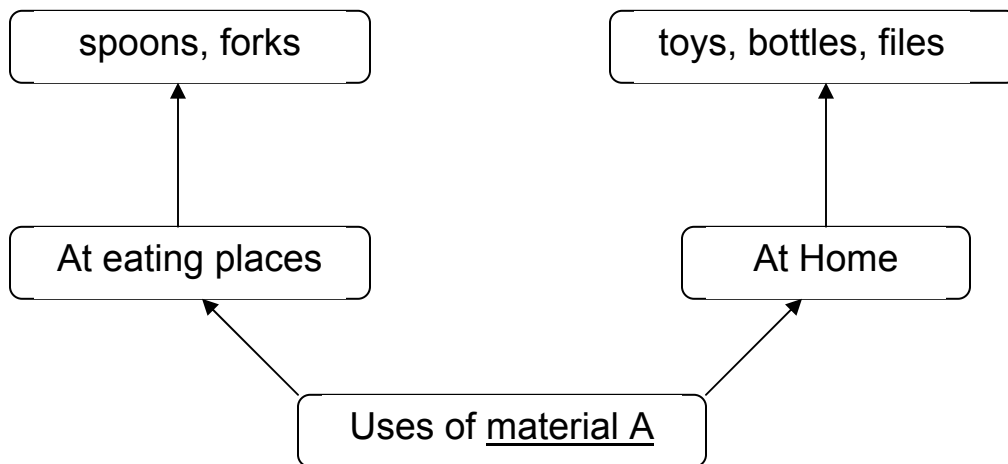 spoons, forks
toys, bottles, files
At eating places
At Home
Uses of material A